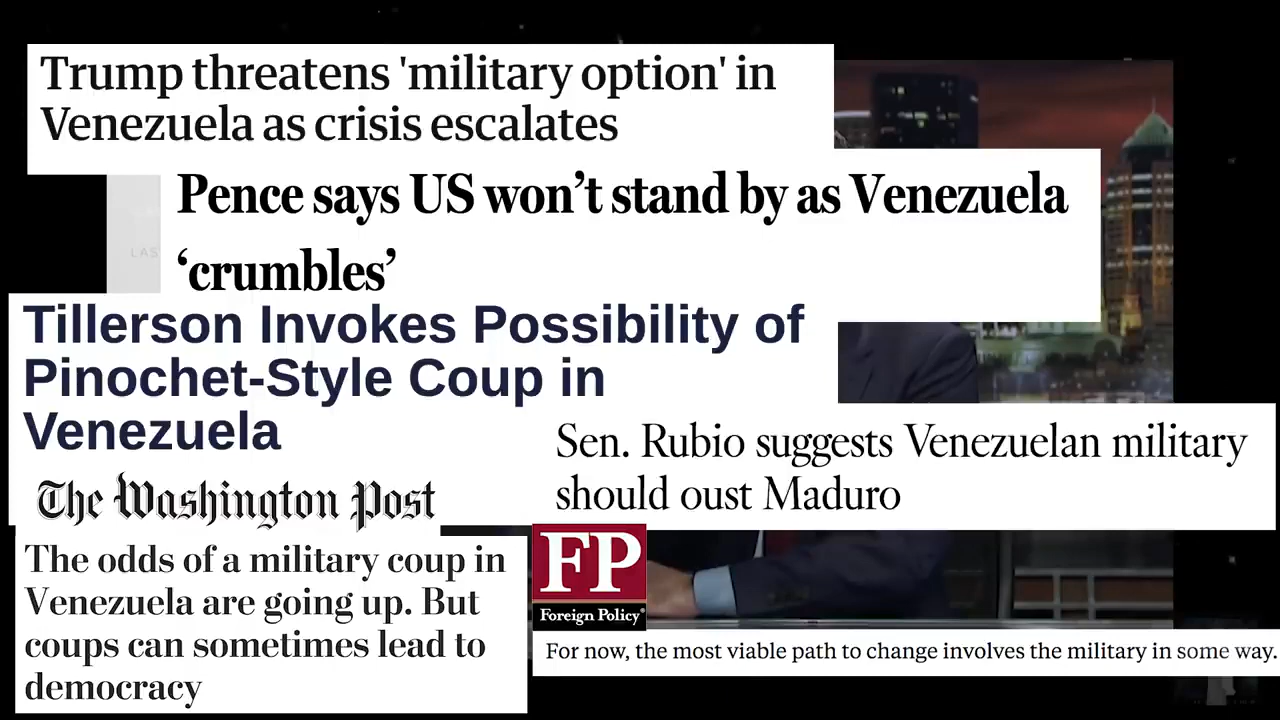 Trump threatens 'military option' in
Venezuela as crisis escalates
Pence says US won’t stand by as Venezuela
‘crumbles’
LAS
Tillerson Invokes Possibility of
Pinochet-Style Coup in
Venezuela
Sen. Rubio suggests Venezuelan military
should oust Maduro
The Washington Post
The odds of a military coup in
Venezuela are going up. But
coups can sometimes lead to
democracy
FP
Foreign Policy
For now, the most viable path to change involves the military in some way.